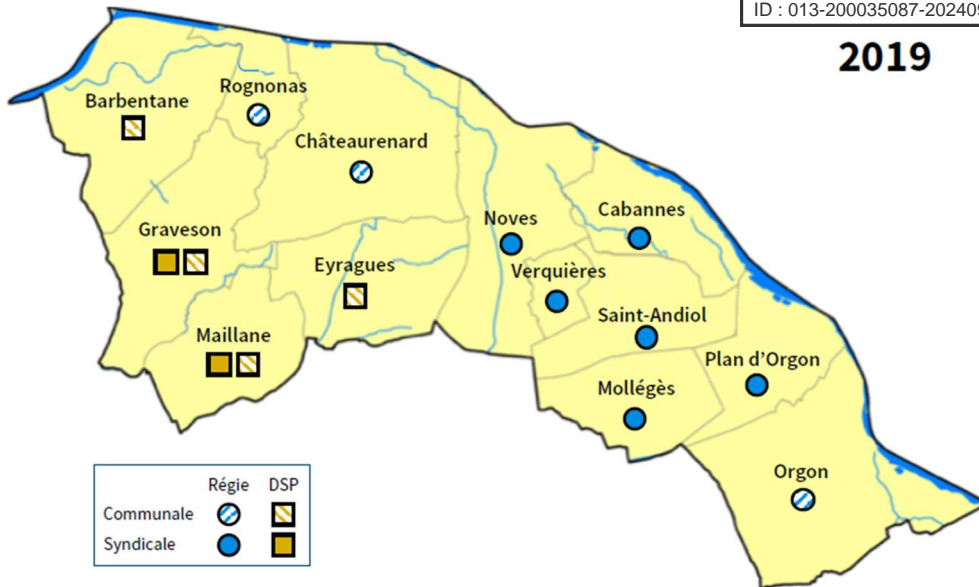 ID : 013-200035087-202409
2019
Rognonas
Barbentane
Châteaurenard
Cabannes
Noves
Graveson
Eyragues
Verquières
Saint-Andiol
Maillane
Plan d'Orgon
Mollégès
Orgon
Régie DSP
Communale
Syndicale